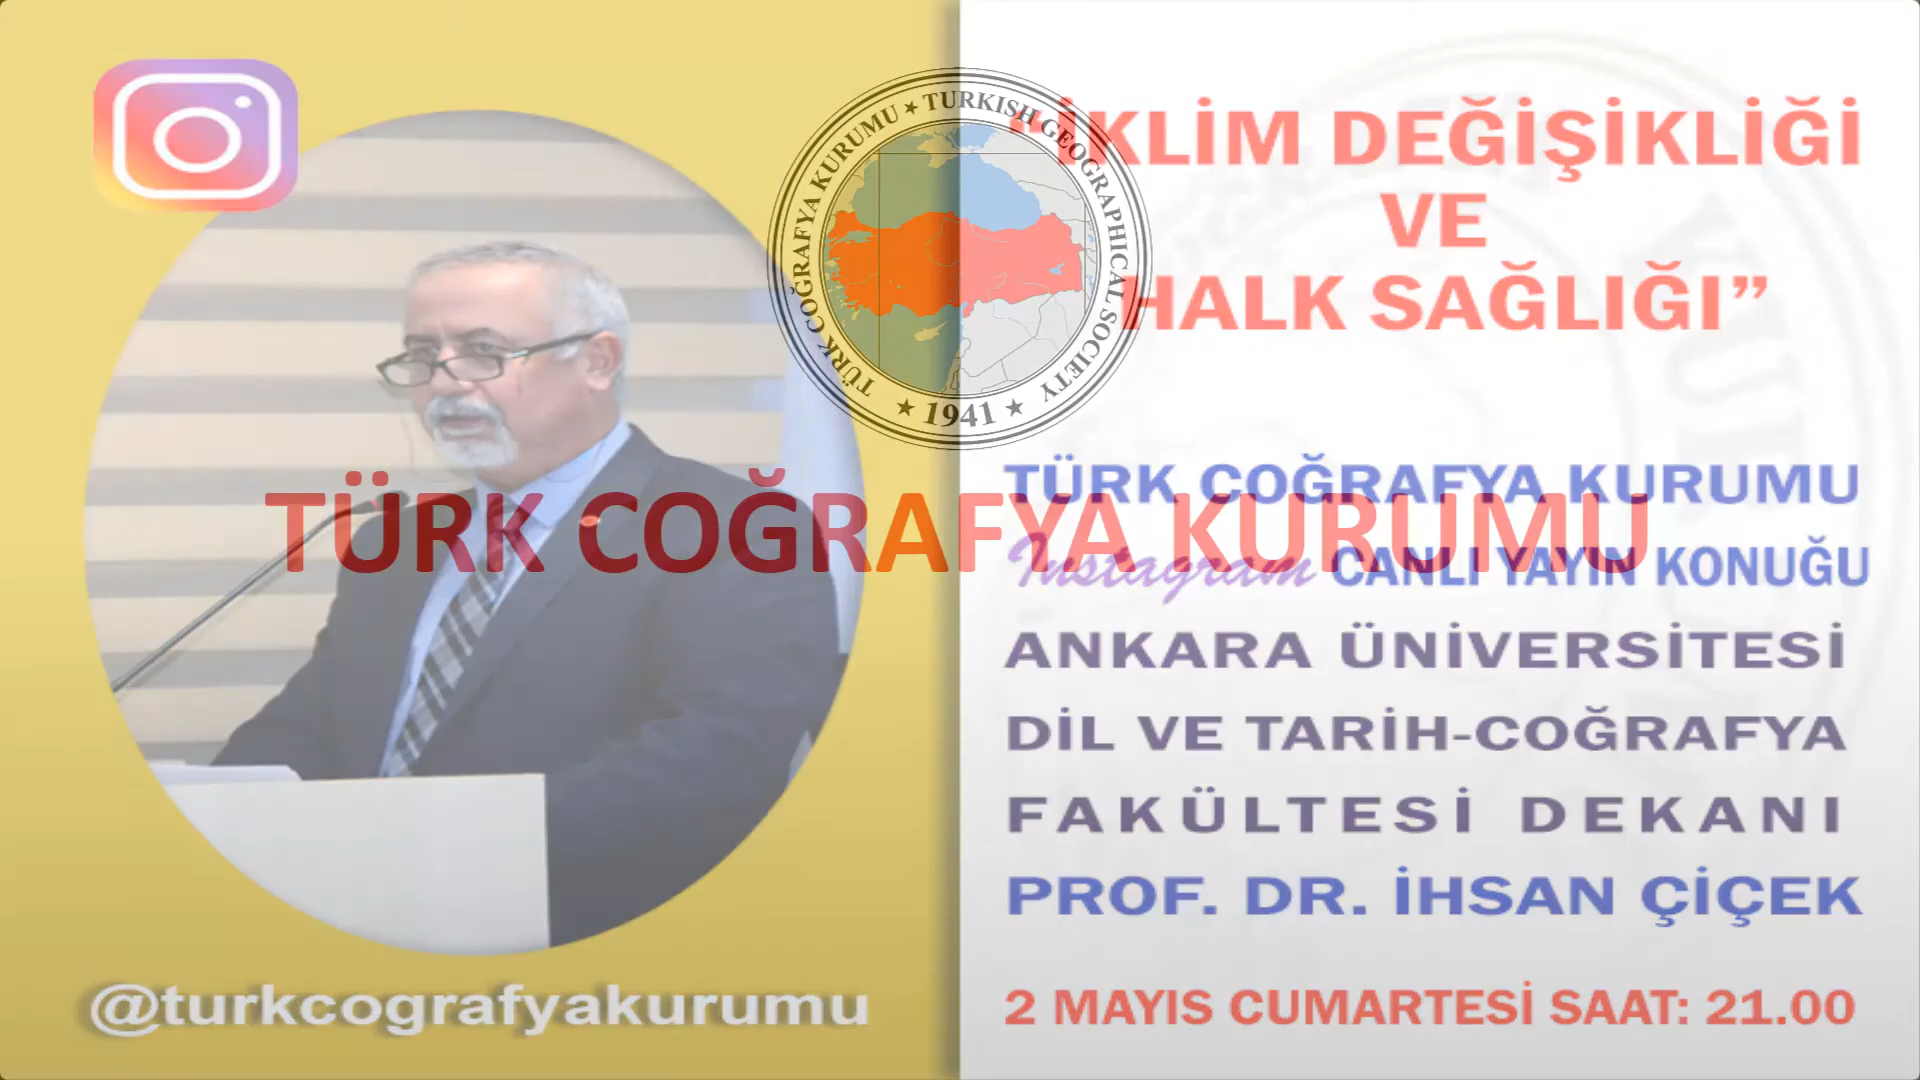 TÜRK COĞRAFYA KURUMU ★ TURKISH GEOGRAPHICAL SOCIETY
★ 1941 ★
TÜRK COĞRAFYA KURUMU
@turkcografyakurumu
“İKLİM DEĞİŞİKLİĞİ
VE
HALK SAĞLIĞI”
TÜRK COĞRAFYA KURUMU
Instagram CANLI YAYIN KONUĞU
ANKARA ÜNİVERSİTESİ
DİL VE TARİH-COĞRAFYA
FAKÜLTESİ DEKANI
PROF. DR. İHSAN ÇİÇEK
2 MAYIS CUMARTESİ SAAT: 21.00